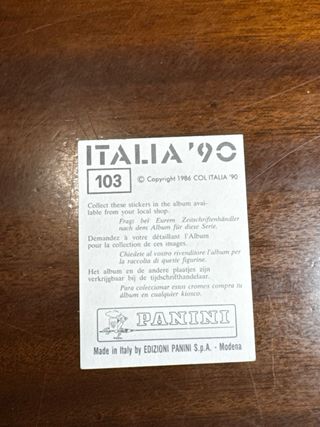 ITALIA '90
103
© Copyright 1986 COL ITALIA '90
Collect these stickers in the album avai-
lable from your local shop.
Fragt bei Eurem Zeitschriftenhändler
nach dem Album für diese Serie.
Demandez à votre détaillant l'Album
pour la collection de ces images.
Chiedete al vostro rivenditore l'album per
la raccolta di queste figurine.
Het album en de andere plaatjes zijn
verkrijgbaar bij de tijdschrifthandelaar.
Para coleccionar estos cromos compra tu
álbum en cualquier kiosco.
PANINI
Made in Italy by EDIZIONI PANINI S.p.A. - Modena